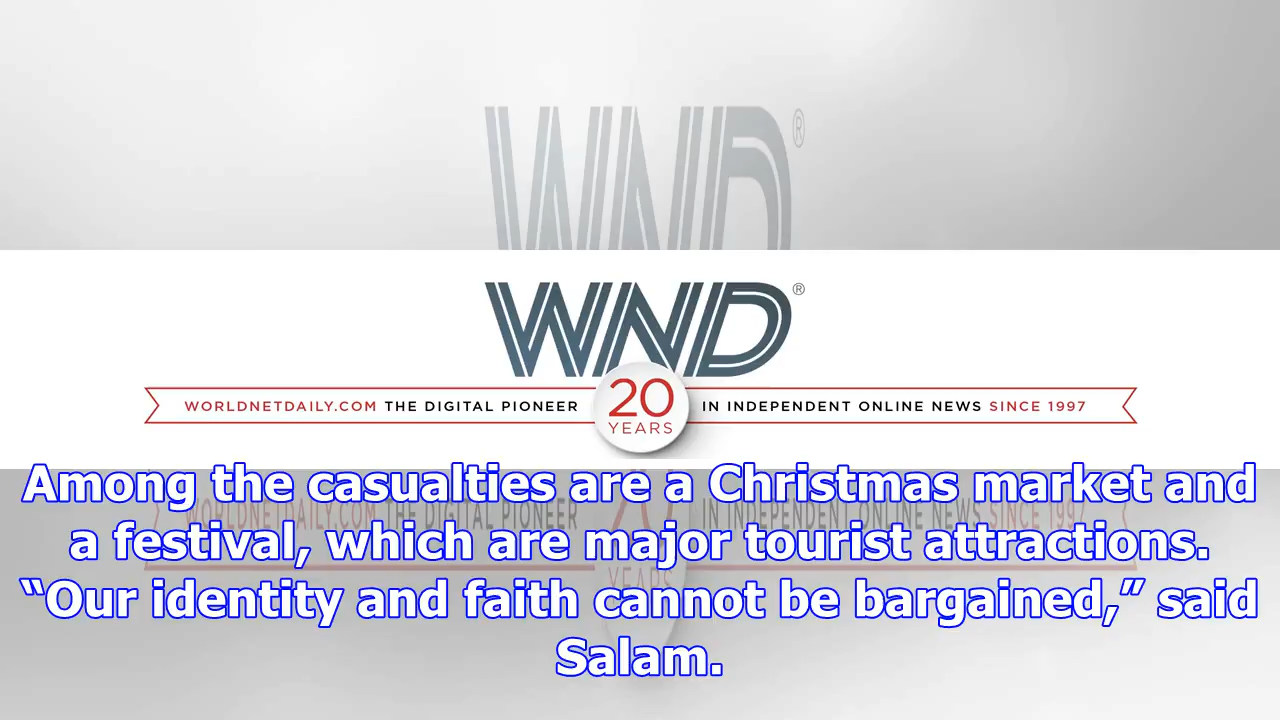 WND®
WND®
WORLDNETDAILY.COM THE DIGITAL PIONEER 20 YEARS IN INDEPENDENT ONLINE NEWS SINCE 1997
Among the casualties are a Christmas market and
a festival, which are major tourist attractions.
“Our identity and faith cannot be bargained,” said
Salam.